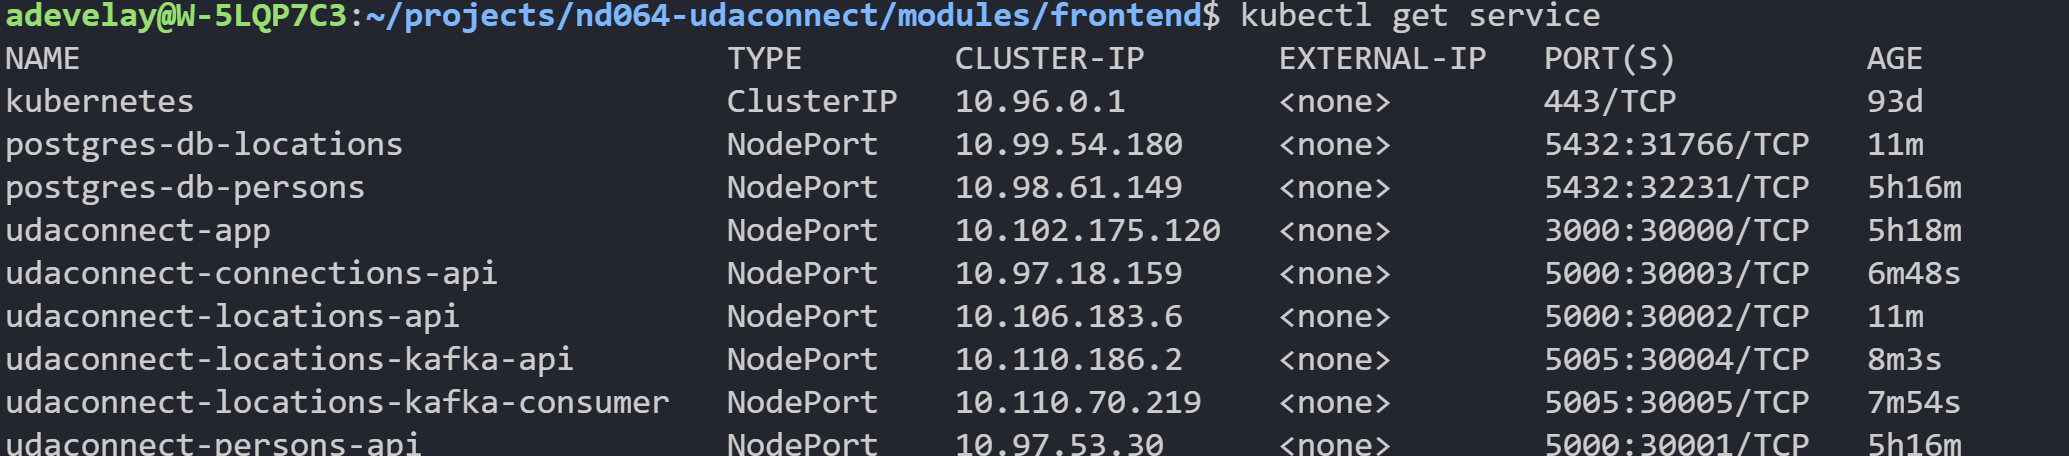 adevelay@W-5LQP7C3:~/projects/nd064-udaconnect/modules/frontend$ kubectl get service
NAME TYPE CLUSTER-IP EXTERNAL-IP PORT(S) AGE
kubernetes ClusterIP 10.96.0.1 <none> 443/TCP 93d
postgres-db-locations NodePort 10.99.54.180 <none> 5432:31766/TCP 11m
postgres-db-persons NodePort 10.98.61.149 <none> 5432:32231/TCP 5h16m
udaconnect-app NodePort 10.102.175.120 <none> 3000:30000/TCP 5h18m
udaconnect-connections-api NodePort 10.97.18.159 <none> 5000:30003/TCP 6m48s
udaconnect-locations-api NodePort 10.106.183.6 <none> 5000:30002/TCP 11m
udaconnect-locations-kafka-api NodePort 10.110.186.2 <none> 5005:30004/TCP 8m3s
udaconnect-locations-kafka-consumer NodePort 10.110.70.219 <none> 5005:30005/TCP 7m54s
udaconnect-persons-api NodePort 10.97.53.30 <none> 5000:30001/TCP 5h16m